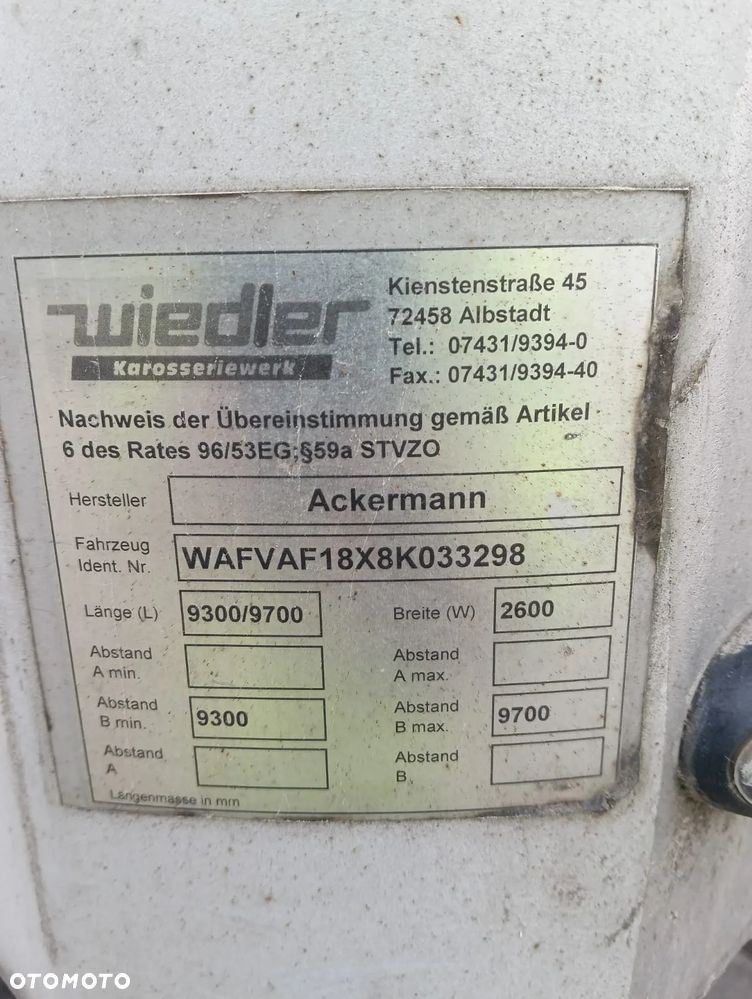 wiedler
Karosseriewerk
Kienstenstraße 45
72458 Albstadt
Tel.: 07431/9394-0
Fax.: 07431/9394-40
Nachweis der Übereinstimmung gemäß Artikel
6 des Rates 96/53EG;§59a STVZO
Hersteller Ackermann
Fahrzeug
Ident. Nr. WAFVAF18X8K033298
Länge (L) 9300/9700 Breite (W) 2600
Abstand
A min.
Abstand
A max.
Abstand
B min. 9300
Abstand
B max. 9700
Abstand
A
Abstand
B
Längenmasse in mm
OTOMOTO